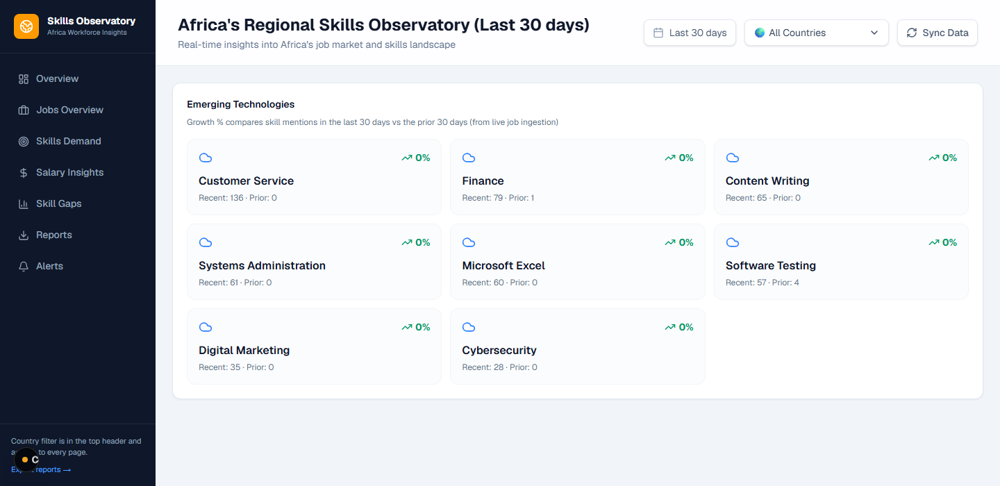 Skills Observatory
Africa Workforce Insights
Overview
Jobs Overview
Skills Demand
Salary Insights
Skill Gaps
Reports
Alerts
Country filter is in the top header and
to every page.
reports →
C
Africa's Regional Skills Observatory (Last 30 days)
Real-time insights into Africa's job market and skills landscape
Last 30 days
All Countries
Sync Data
Emerging Technologies
Growth % compares skill mentions in the last 30 days vs the prior 30 days (from live job ingestion)
0%
Customer Service
Recent: 136 · Prior: 0
0%
Finance
Recent: 79 · Prior: 1
0%
Content Writing
Recent: 65 · Prior: 0
0%
Systems Administration
Recent: 61 · Prior: 0
0%
Microsoft Excel
Recent: 60 · Prior: 0
0%
Software Testing
Recent: 57 · Prior: 4
0%
Digital Marketing
Recent: 35 · Prior: 0
0%
Cybersecurity
Recent: 28 · Prior: 0